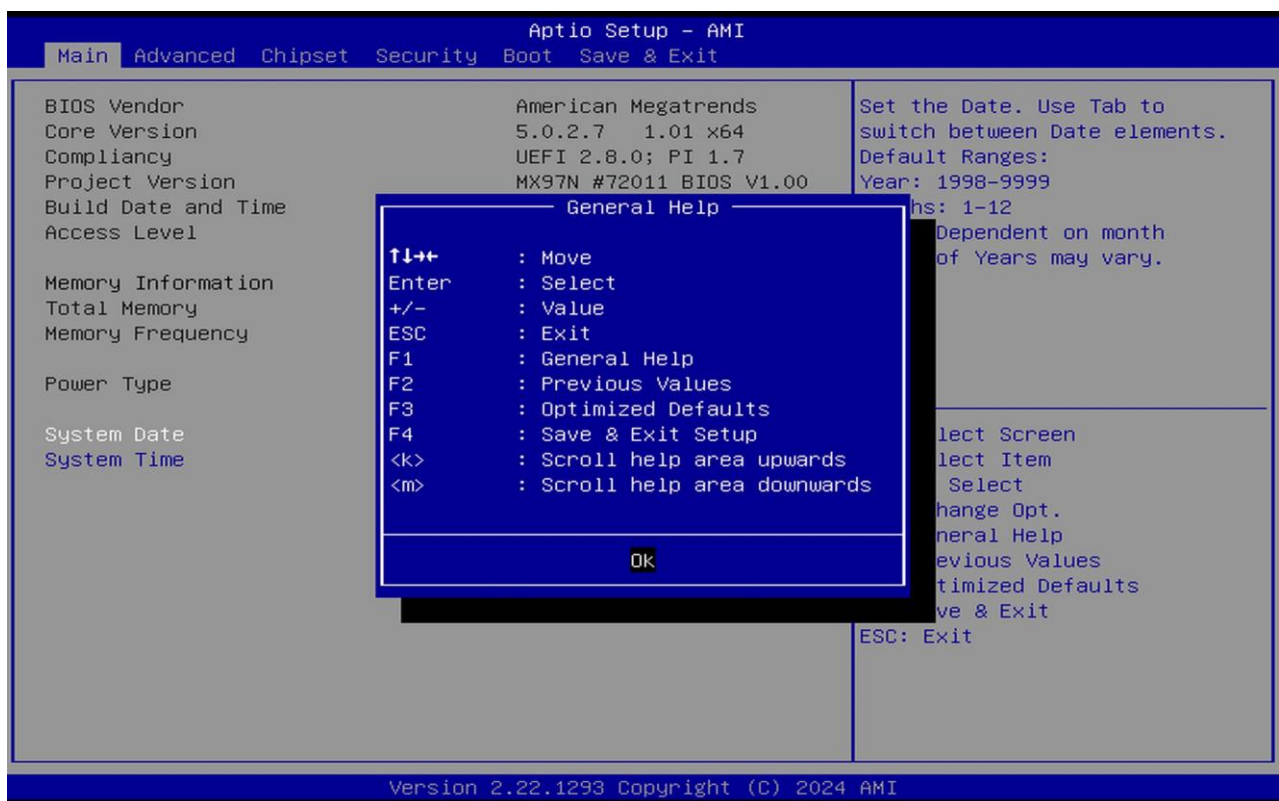 Aptio Setup – AMI
Main Advanced Chipset Security Boot Save & Exit
BIOS Vendor American Megatrends
Core Version 5.0.2.7 1.01 x64
Compliancy UEFI 2.8.0; PI 1.7
Project Version MX97N #72011 BIOS V1.00
Build Date and Time
Access Level
Memory Information
Total Memory
Memory Frequency
Power Type
System Date
System Time
General Help
↑↓→← : Move
Enter : Select
+/- : Value
ESC : Exit
F1 : General Help
F2 : Previous Values
F3 : Optimized Defaults
F4 : Save & Exit Setup
<k> : Scroll help area upwards
<m> : Scroll help area downwards
Ok
Set the Date. Use Tab to
switch between Date elements.
Default Ranges:
Year: 1998-9999
hs: 1-12
Dependent on month
of Years may vary.
lect Screen
lect Item
Select
hange Opt.
neral Help
evious Values
timized Defaults
ve & Exit
ESC: Exit
Version 2.22.1293 Copyright (C) 2024 AMI